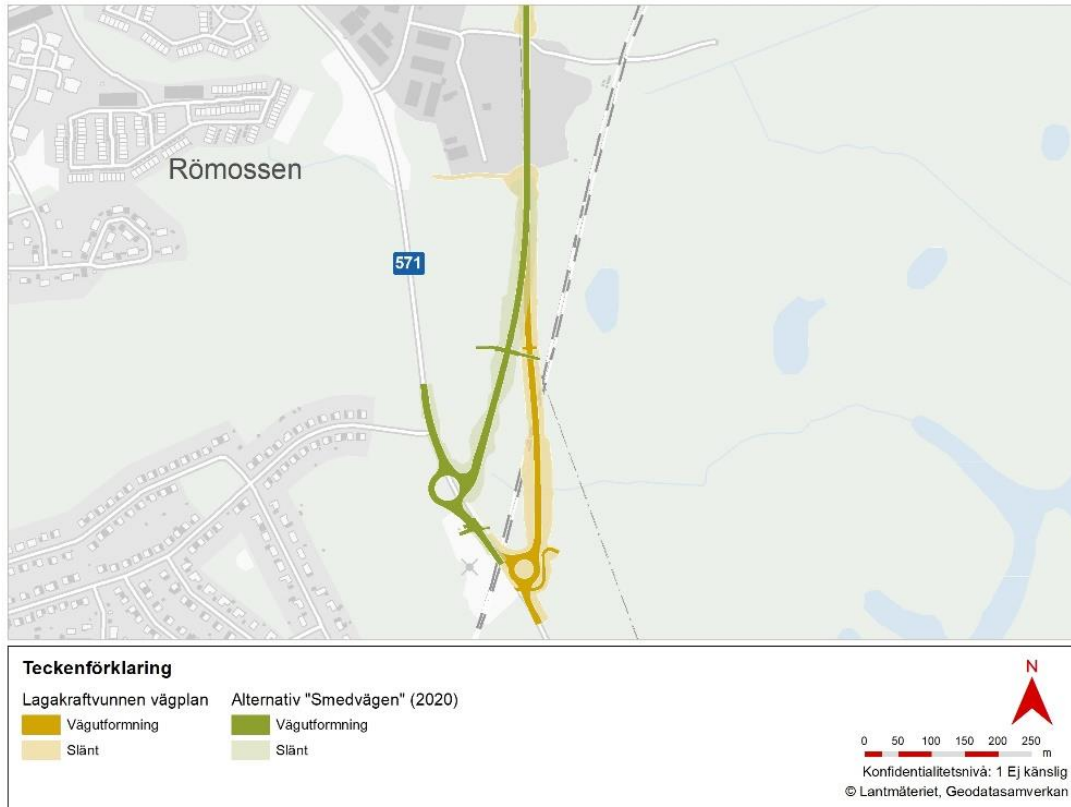 Römossen
571
Teckenförklaring
Lagakraftvunnen vägplan
Vägutformning
Slänt
Alternativ "Smedvägen" (2020)
Vägutformning
Slänt
N
0 50 100 150 200 250
m
Konfidentialitetsnivå: 1 Ej känslig
© Lantmäteriet, Geodatasamverkan